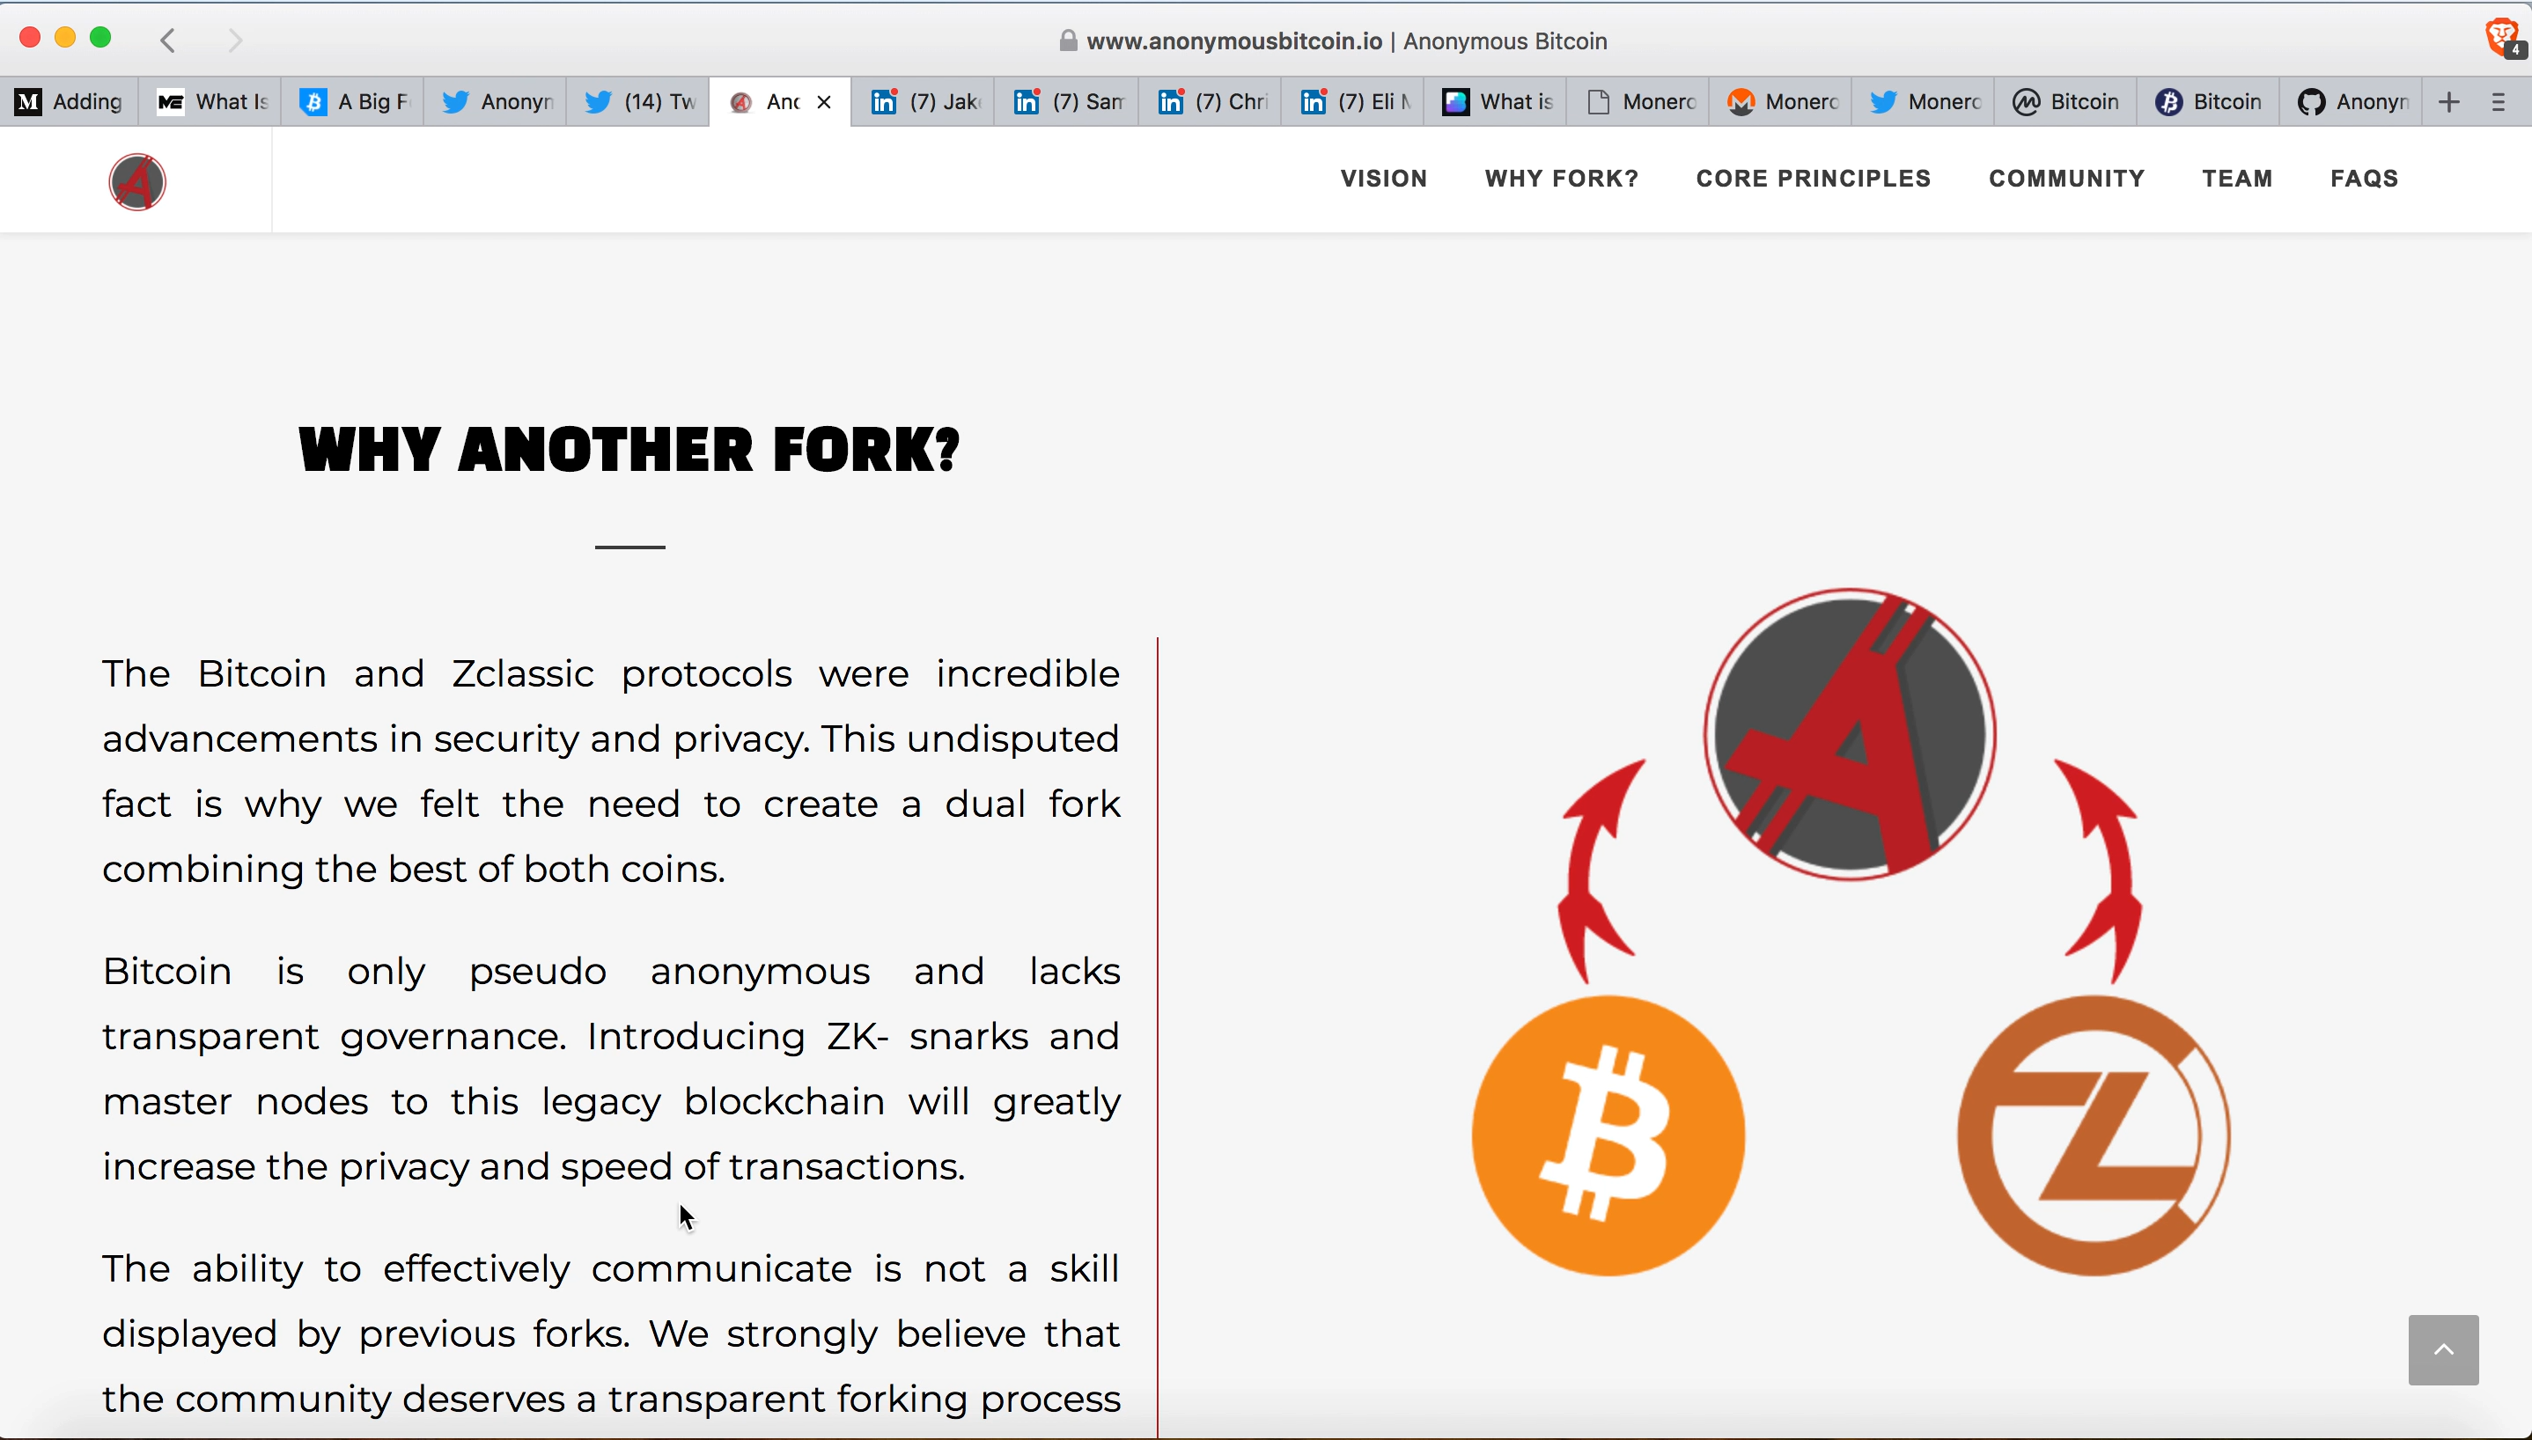 www.anonymousbitcoin.io | Anonymous Bitcoin
4
Adding
What Is
A Big F
Anonyn
(14) Tw
Anc
(7) Jak
(7) San
(7) Chri
(7) Eli M
What is
Monero
Monero
Monero
Bitcoin
Bitcoin
Anonyn
VISION
WHY FORK?
CORE PRINCIPLES
COMMUNITY
TEAM
FAQS
WHY ANOTHER FORK?
The Bitcoin and Zclassic protocols were incredible
advancements in security and privacy. This undisputed
fact is why we felt the need to create a dual fork
combining the best of both coins.
Bitcoin is only pseudo anonymous and lacks
transparent governance. Introducing ZK- snarks and
master nodes to this legacy blockchain will greatly
increase the privacy and speed of transactions.
The ability to effectively communicate is not a skill
displayed by previous forks. We strongly believe that
the community deserves a transparent forking process